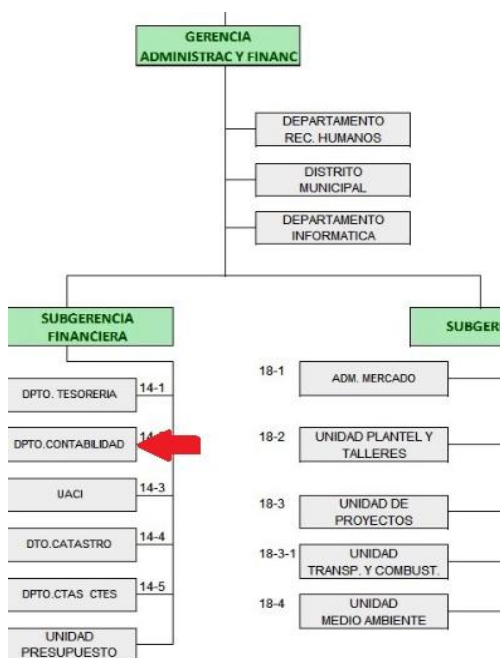 GERENCIA
ADMINISTRAC Y FINANC
DEPARTAMENTO
REC. HUMANOS
DISTRITO
MUNICIPAL
DEPARTAMENTO
INFORMATICA
SUBGERENCIA
FINANCIERA
14-1
DPTO. TESORERIA
DPTO.CONTABILIDAD
14-3
UACI
14-4
DTO.CATASTRO
14-5
DPTO.CTAS CTES
UNIDAD
PRESUPUESTO
18-1
ADM. MERCADO
18-2
UNIDAD PLANTEL Y
TALLERES
18-3
UNIDAD DE
PROYECTOS
18-3-1
UNIDAD
TRANSP. Y COMBUST.
18-4
UNIDAD
MEDIO AMBIENTE